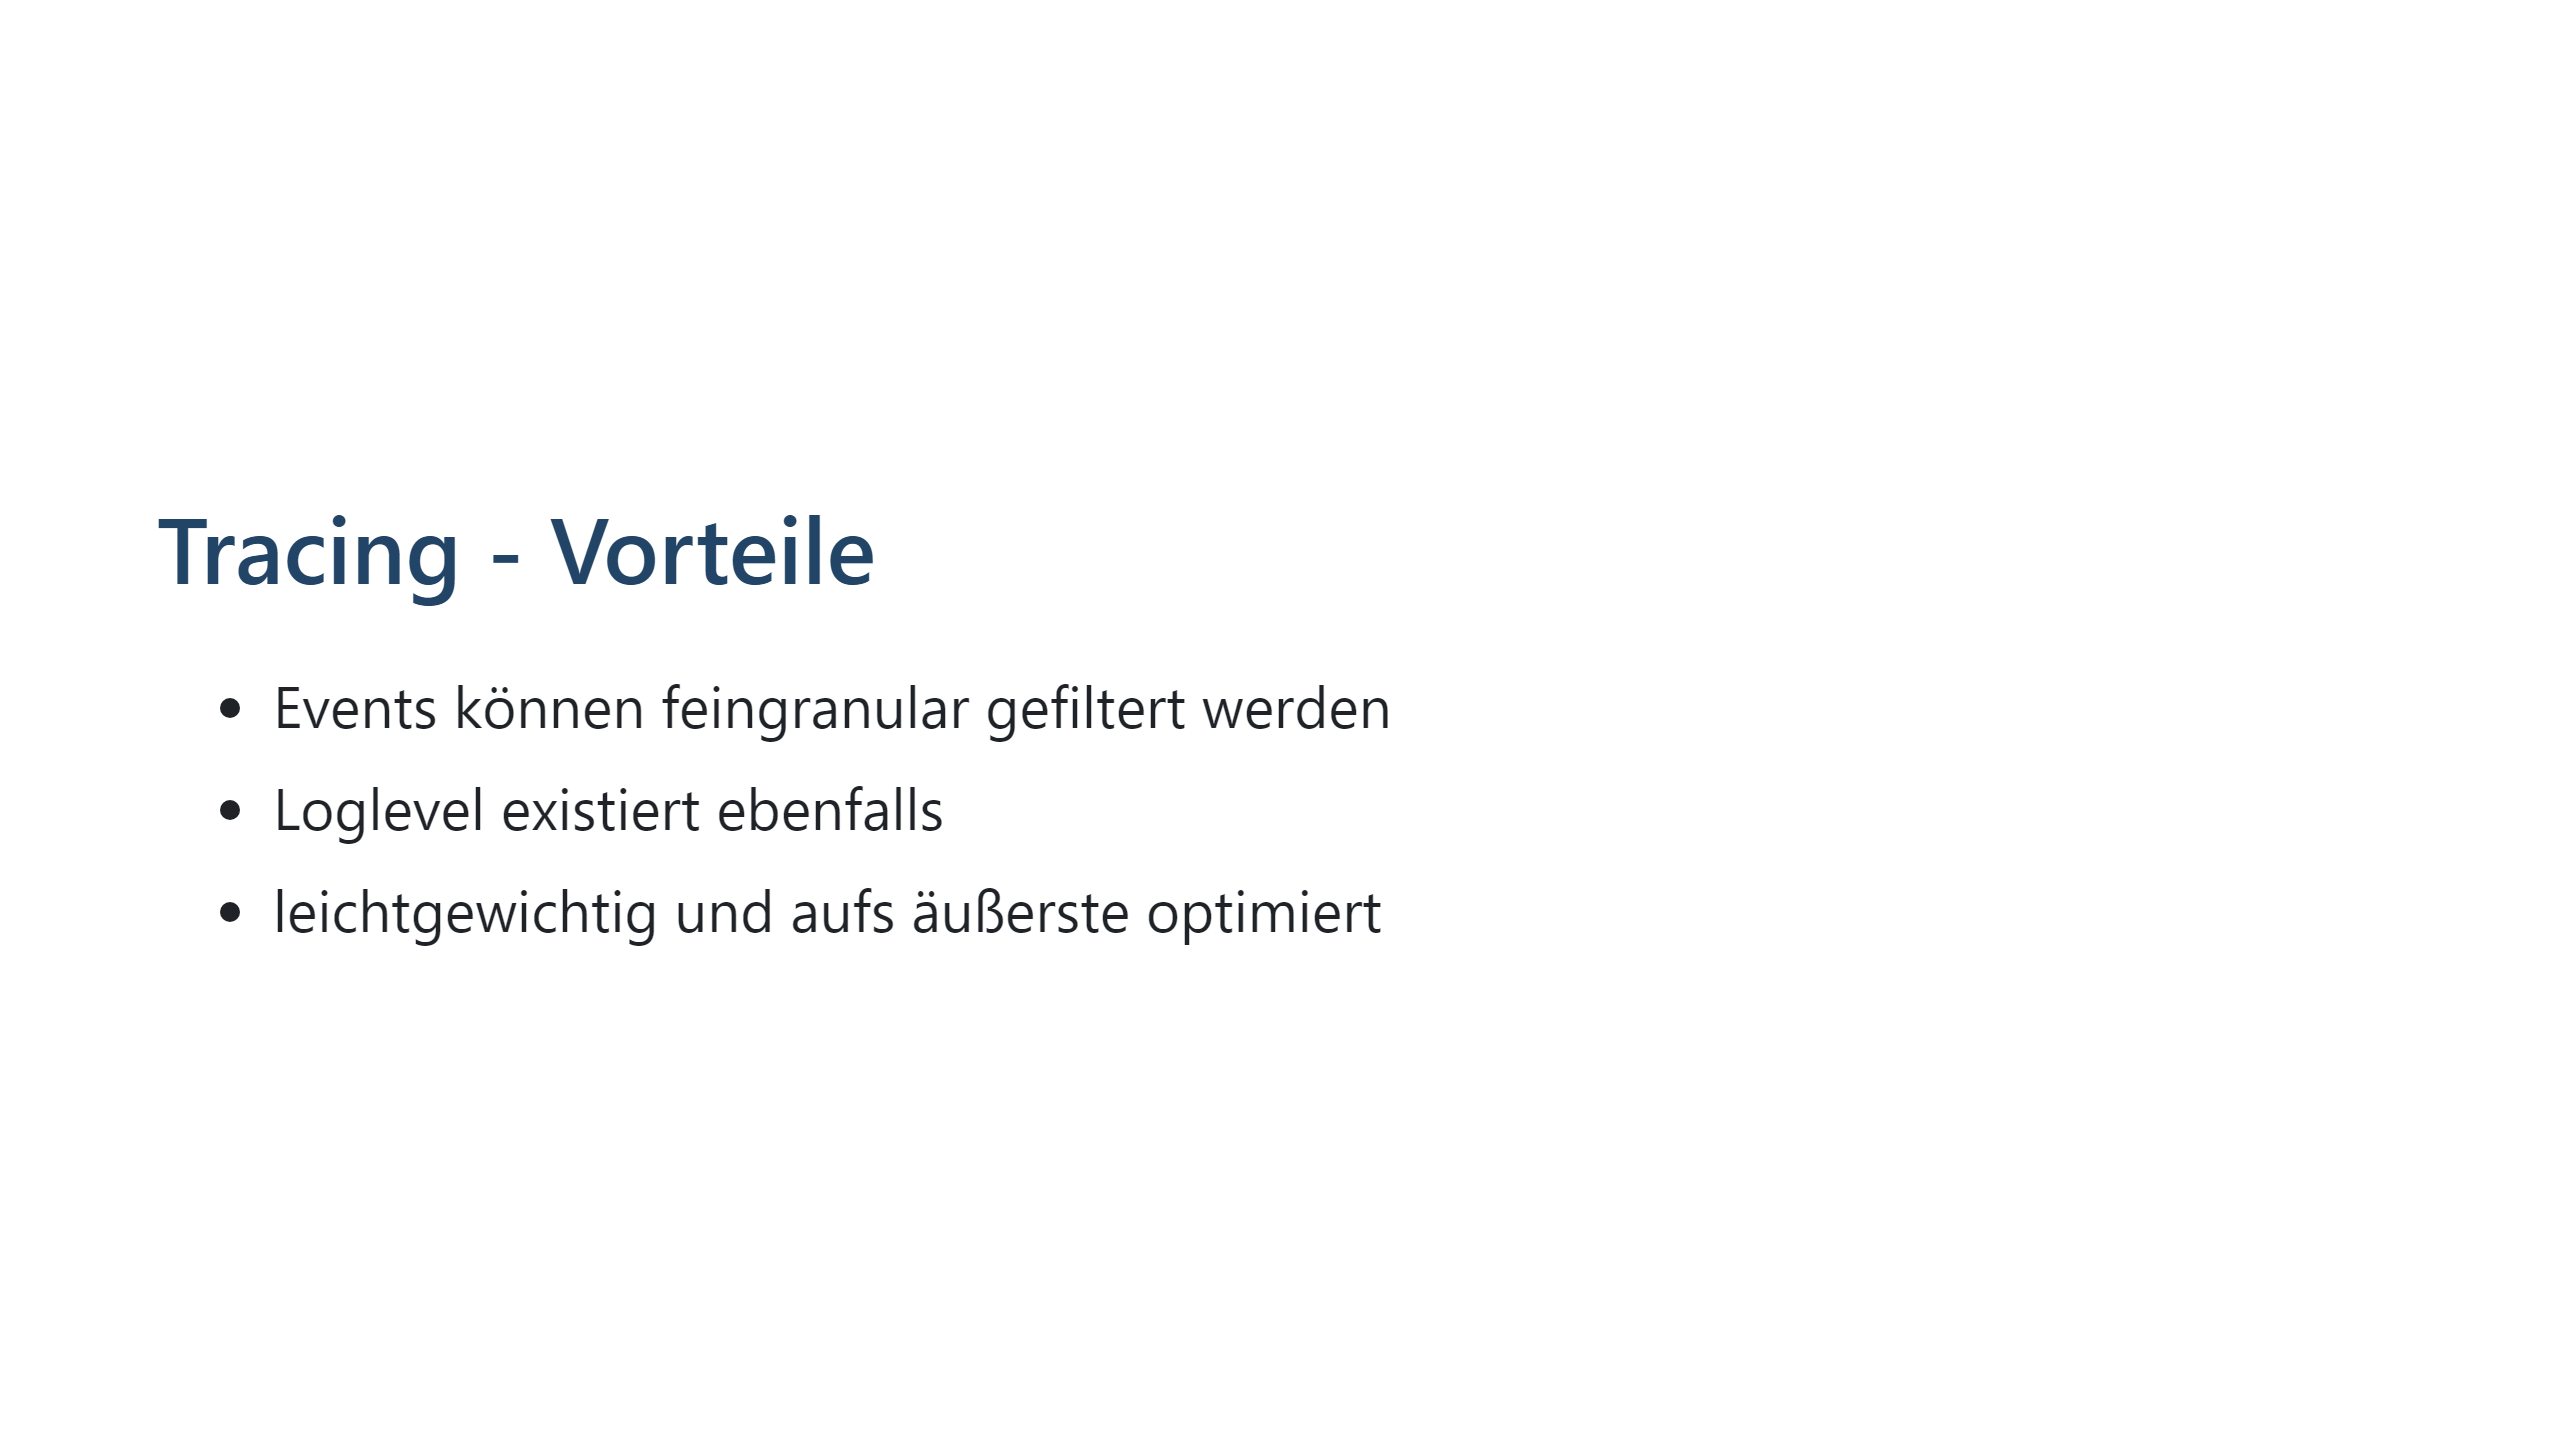 Tracing - Vorteile
• Events können feingranular gefiltert werden
• Loglevel existiert ebenfalls
• leichtgewichtig und aufs äußerste optimiert